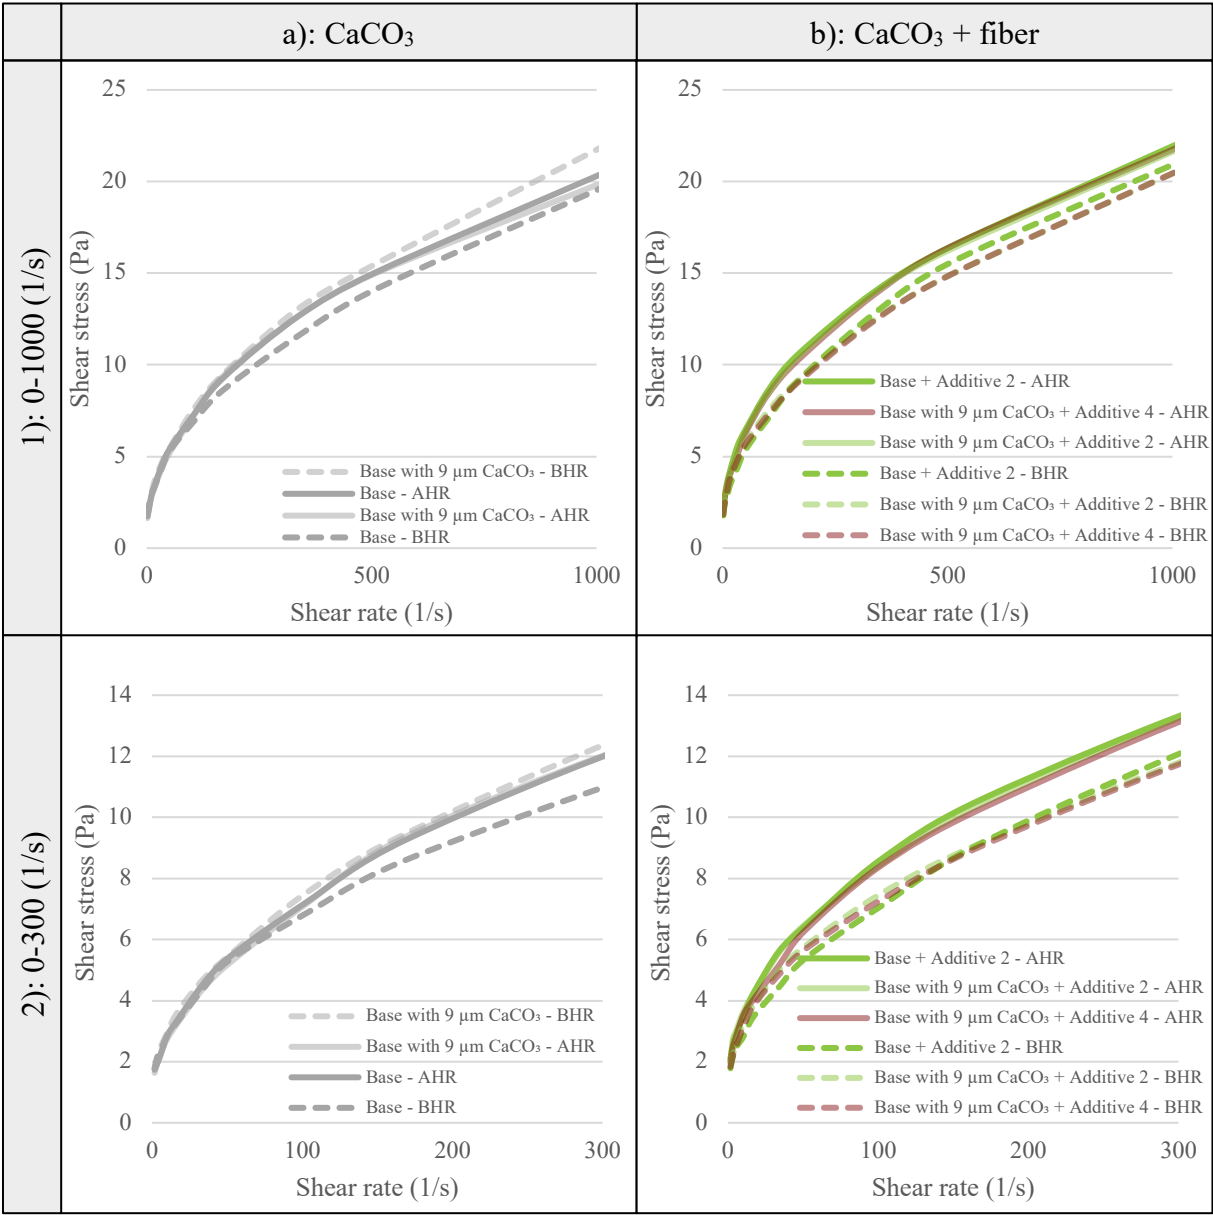 a): CaCO₃
b): CaCO₃ + fiber
1): 0-1000 (1/s)
25
20
15
10
5
0
0
500
1000
Shear stress (Pa)
Shear rate (1/s)
Base with 9 µm CaCO₃ - BHR
Base - AHR
Base with 9 µm CaCO₃ - AHR
Base - BHR
25
20
15
10
5
0
0
500
1000
Shear stress (Pa)
Shear rate (1/s)
Base + Additive 2 - AHR
Base with 9 µm CaCO₃ + Additive 4 - AHR
Base with 9 µm CaCO₃ + Additive 2 - AHR
Base + Additive 2 - BHR
Base with 9 µm CaCO₃ + Additive 2 - BHR
Base with 9 µm CaCO₃ + Additive 4 - BHR
2): 0-300 (1/s)
14
12
10
8
6
4
2
0
0
100
200
300
Shear stress (Pa)
Shear rate (1/s)
Base with 9 µm CaCO₃ - BHR
Base with 9 µm CaCO₃ - AHR
Base - AHR
Base - BHR
14
12
10
8
6
4
2
0
0
100
200
300
Shear stress (Pa)
Shear rate (1/s)
Base + Additive 2 - AHR
Base with 9 µm CaCO₃ + Additive 2 - AHR
Base with 9 µm CaCO₃ + Additive 4 - AHR
Base + Additive 2 - BHR
Base with 9 µm CaCO₃ + Additive 2 - BHR
Base with 9 µm CaCO₃ + Additive 4 - BHR